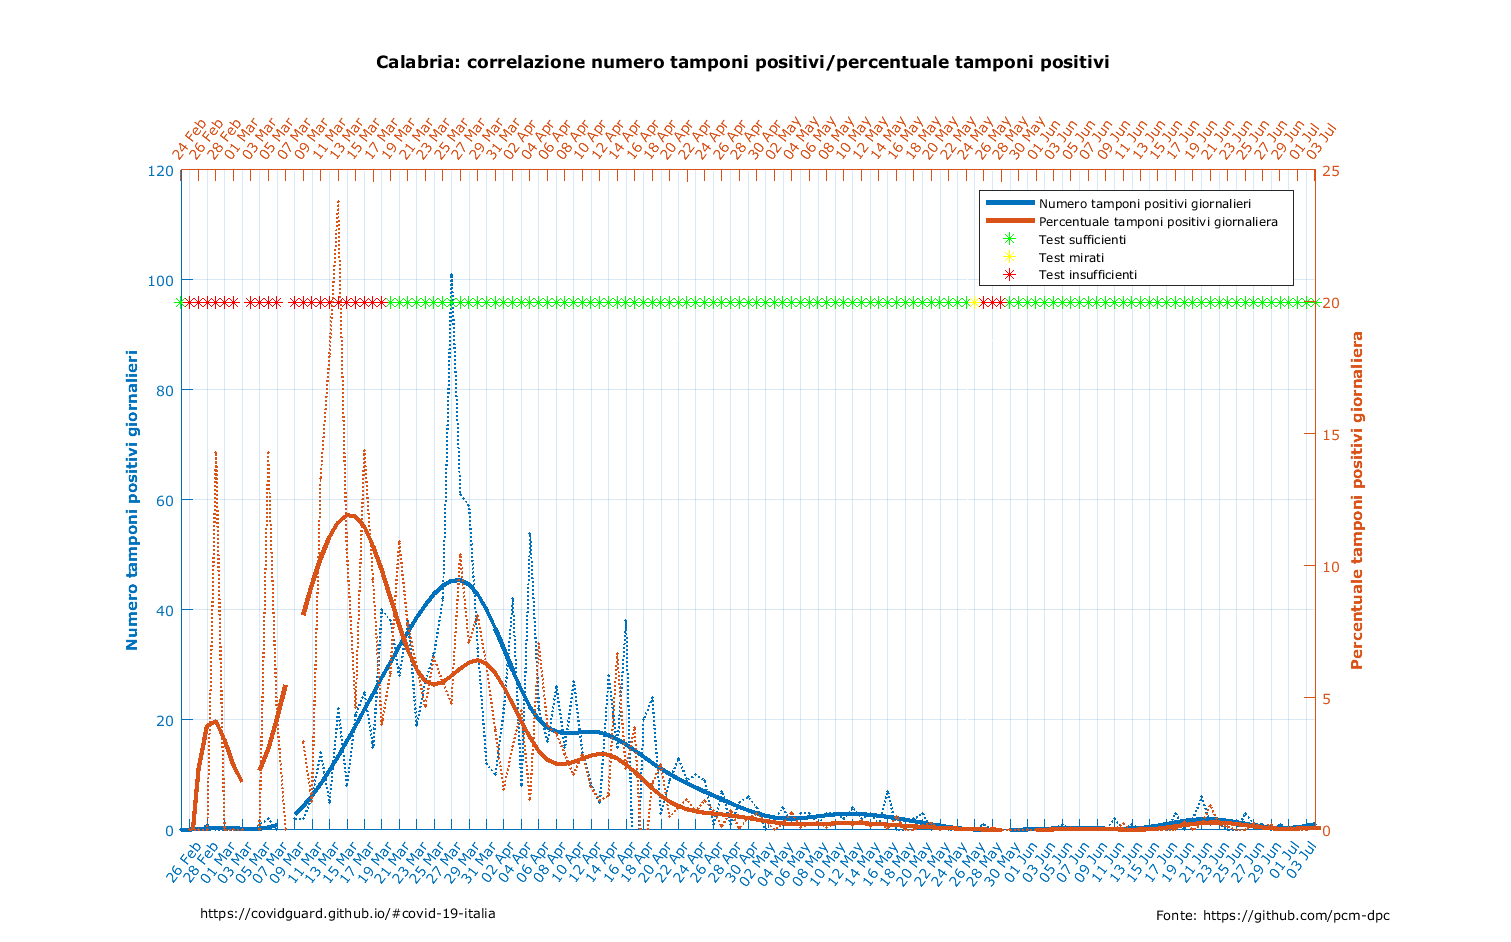 Calabria: correlazione numero tamponi positivi/percentuale tamponi positivi
24 Feb 26 Feb 28 Feb 01 Mar 03 Mar 05 Mar 07 Mar 09 Mar 11 Mar 13 Mar 15 Mar 17 Mar 19 Mar 21 Mar 23 Mar 25 Mar 27 Mar 29 Mar 31 Mar 02 Apr 04 Apr 06 Apr 08 Apr 10 Apr 12 Apr 14 Apr 16 Apr 18 Apr 20 Apr 22 Apr 24 Apr 26 Apr 28 Apr 30 Apr 02 May 04 May 06 May 08 May 10 May 12 May 14 May 16 May 18 May 20 May 22 May 24 May 26 May 28 May 30 May 01 Jun 03 Jun 05 Jun 07 Jun 09 Jun 11 Jun 13 Jun 15 Jun 17 Jun 19 Jun 21 Jun 23 Jun 25 Jun 27 Jun 29 Jun 01 Jul 03 Jul
120
100
80
60
40
20
0
Numero tamponi positivi giornalieri
Numero tamponi positivi giornalieri
Percentuale tamponi positivi giornaliera
Test sufficienti
Test mirati
Test insufficienti
25
20
15
10
5
0
Percentuale tamponi positivi giornaliera
26 Feb 28 Feb 01 Mar 03 Mar 05 Mar 07 Mar 09 Mar 11 Mar 13 Mar 15 Mar 17 Mar 19 Mar 21 Mar 23 Mar 25 Mar 27 Mar 29 Mar 31 Mar 02 Apr 04 Apr 06 Apr 08 Apr 10 Apr 12 Apr 14 Apr 16 Apr 18 Apr 20 Apr 22 Apr 24 Apr 26 Apr 28 Apr 30 Apr 02 May 04 May 06 May 08 May 10 May 12 May 14 May 16 May 18 May 20 May 22 May 24 May 26 May 28 May 30 May 01 Jun 03 Jun 05 Jun 07 Jun 09 Jun 11 Jun 13 Jun 15 Jun 17 Jun 19 Jun 21 Jun 23 Jun 25 Jun 27 Jun 29 Jun 01 Jul 03 Jul
https://covidguard.github.io/#covid-19-italia
Fonte: https://github.com/pcm-dpc